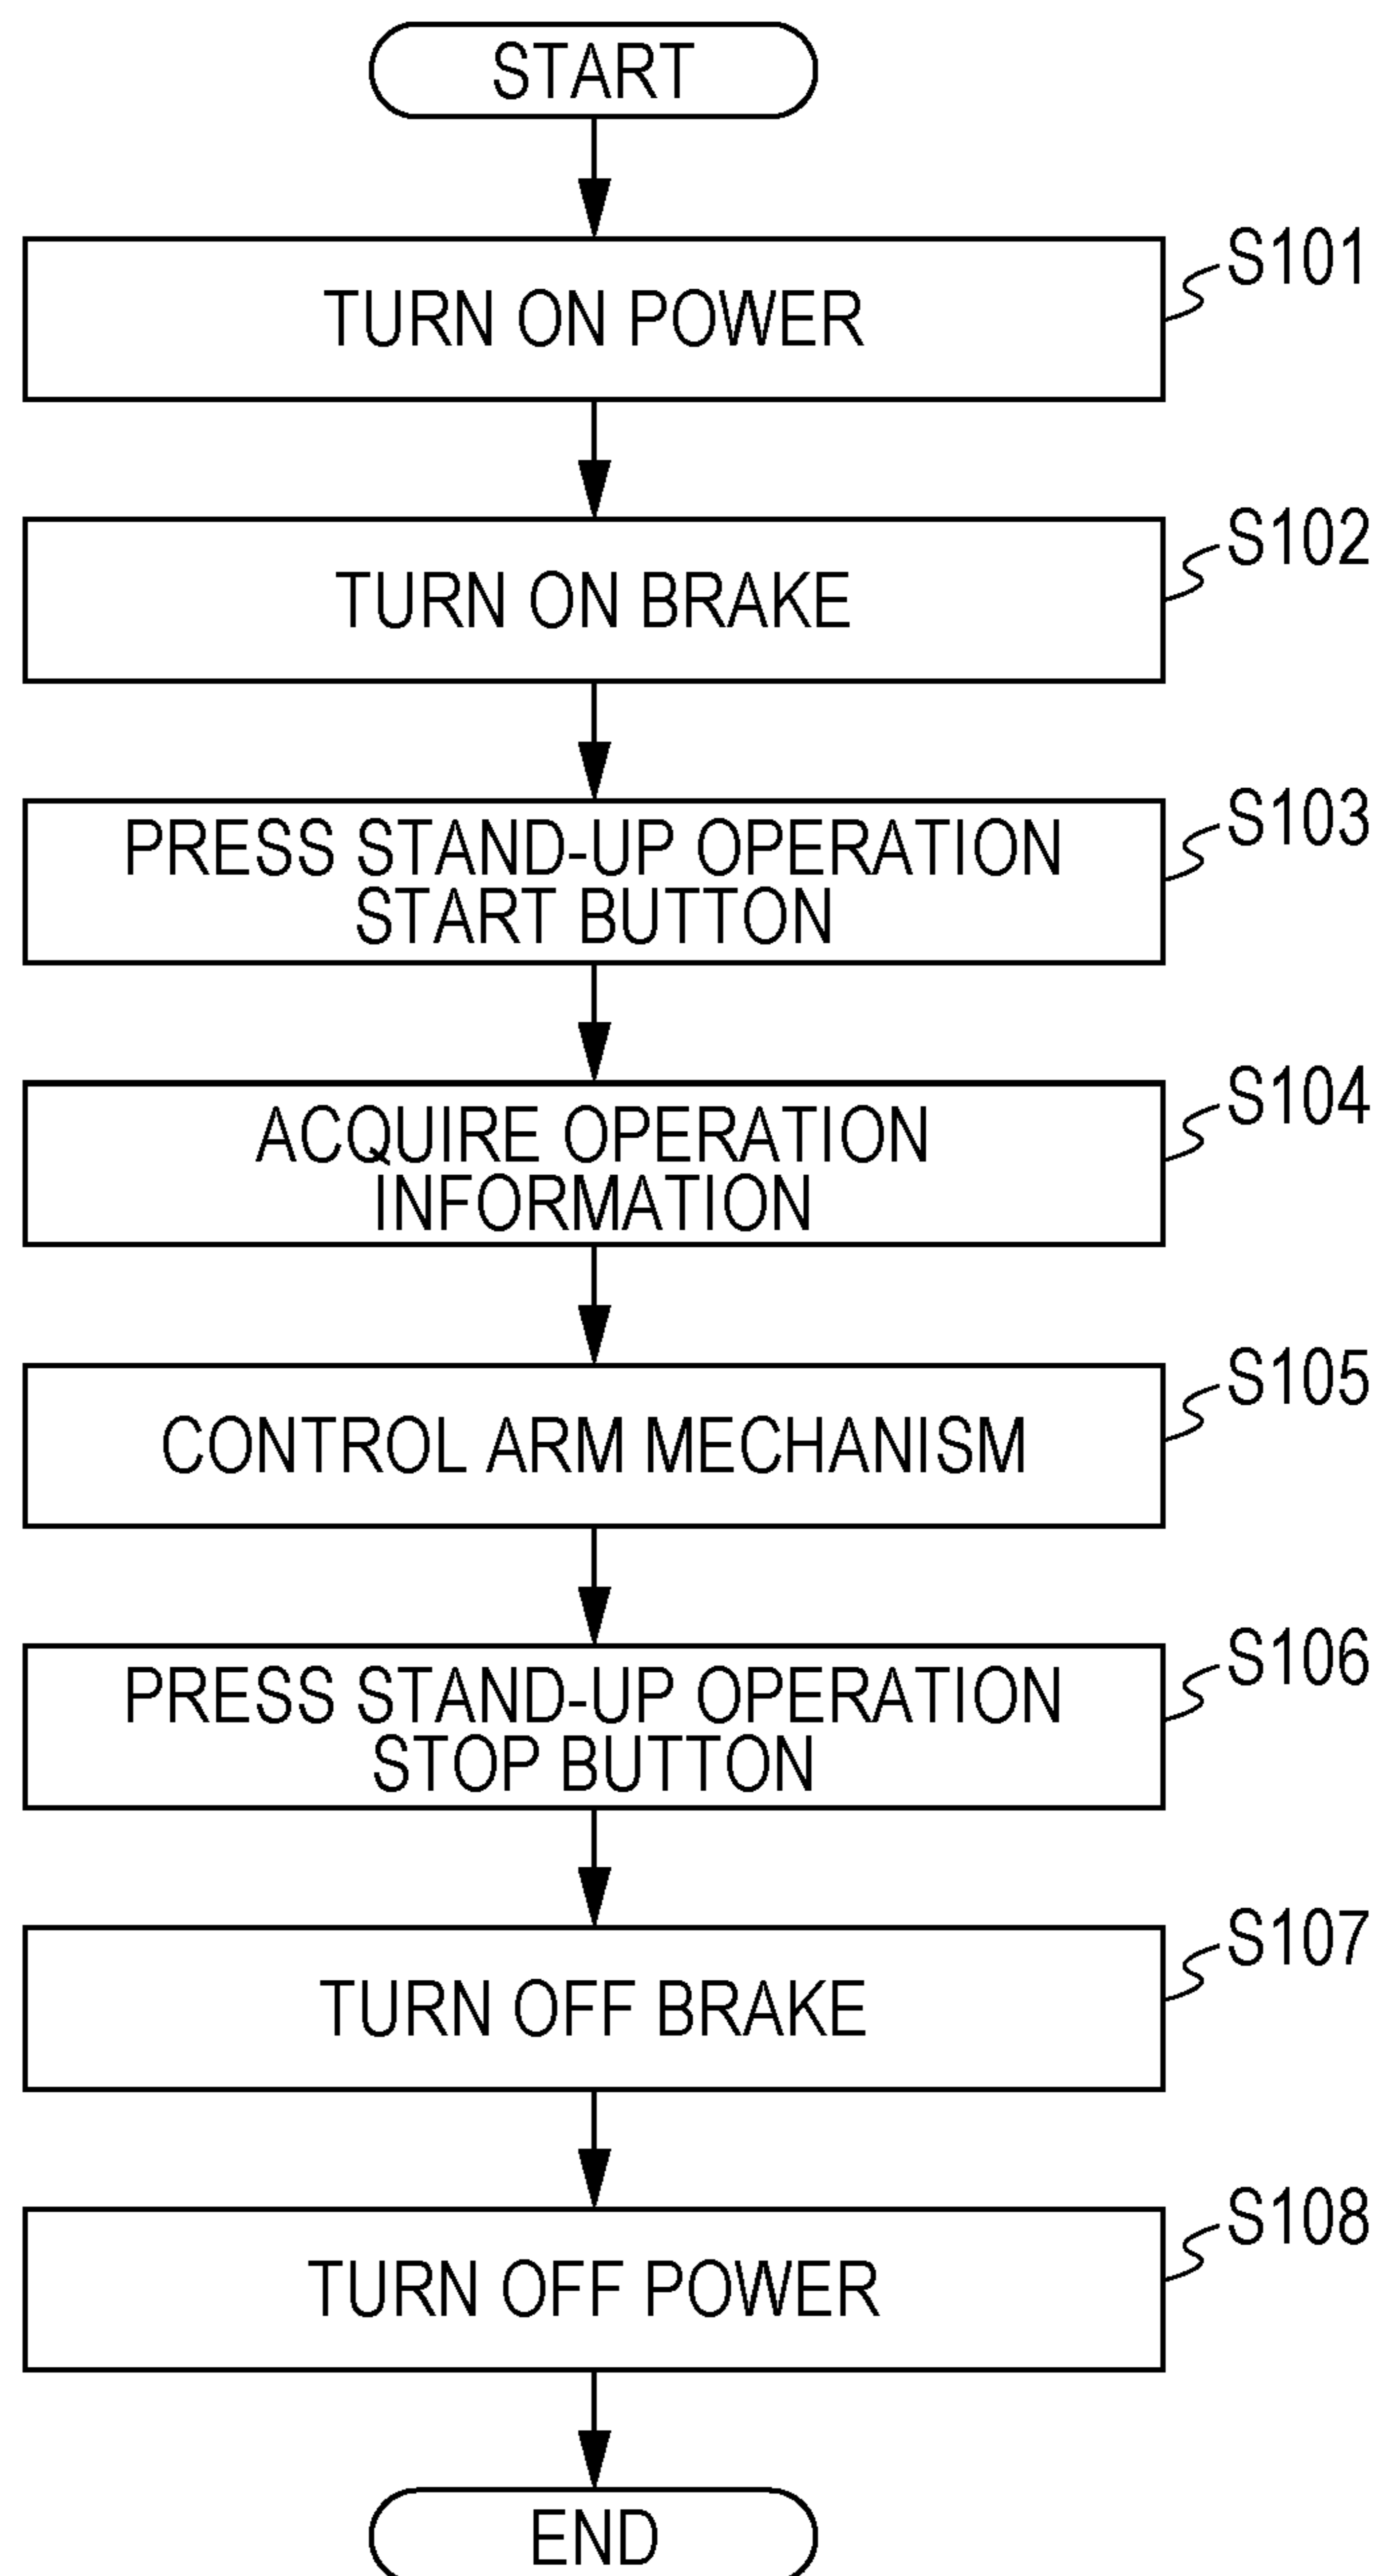 START
TURN ON POWER
S101
TURN ON BRAKE
S102
PRESS STAND-UP OPERATION
START BUTTON
S103
ACQUIRE OPERATION
INFORMATION
S104
CONTROL ARM MECHANISM
S105
PRESS STAND-UP OPERATION
STOP BUTTON
S106
TURN OFF BRAKE
S107
TURN OFF POWER
S108
END